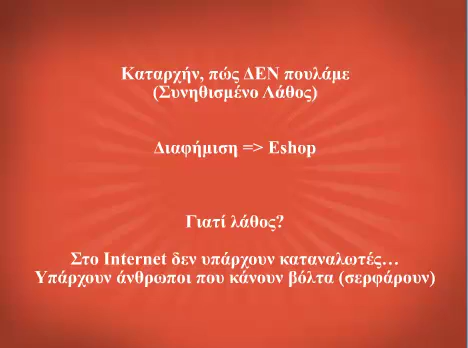 Καταρχήν, πώς ΔΕΝ πουλάμε
(Συνηθισμένο Λάθος)
Διαφήμιση => Eshop
Γιατί λάθος?
Στο Internet δεν υπάρχουν καταναλωτές…
Υπάρχουν άνθρωποι που κάνουν βόλτα (σερφάρουν)